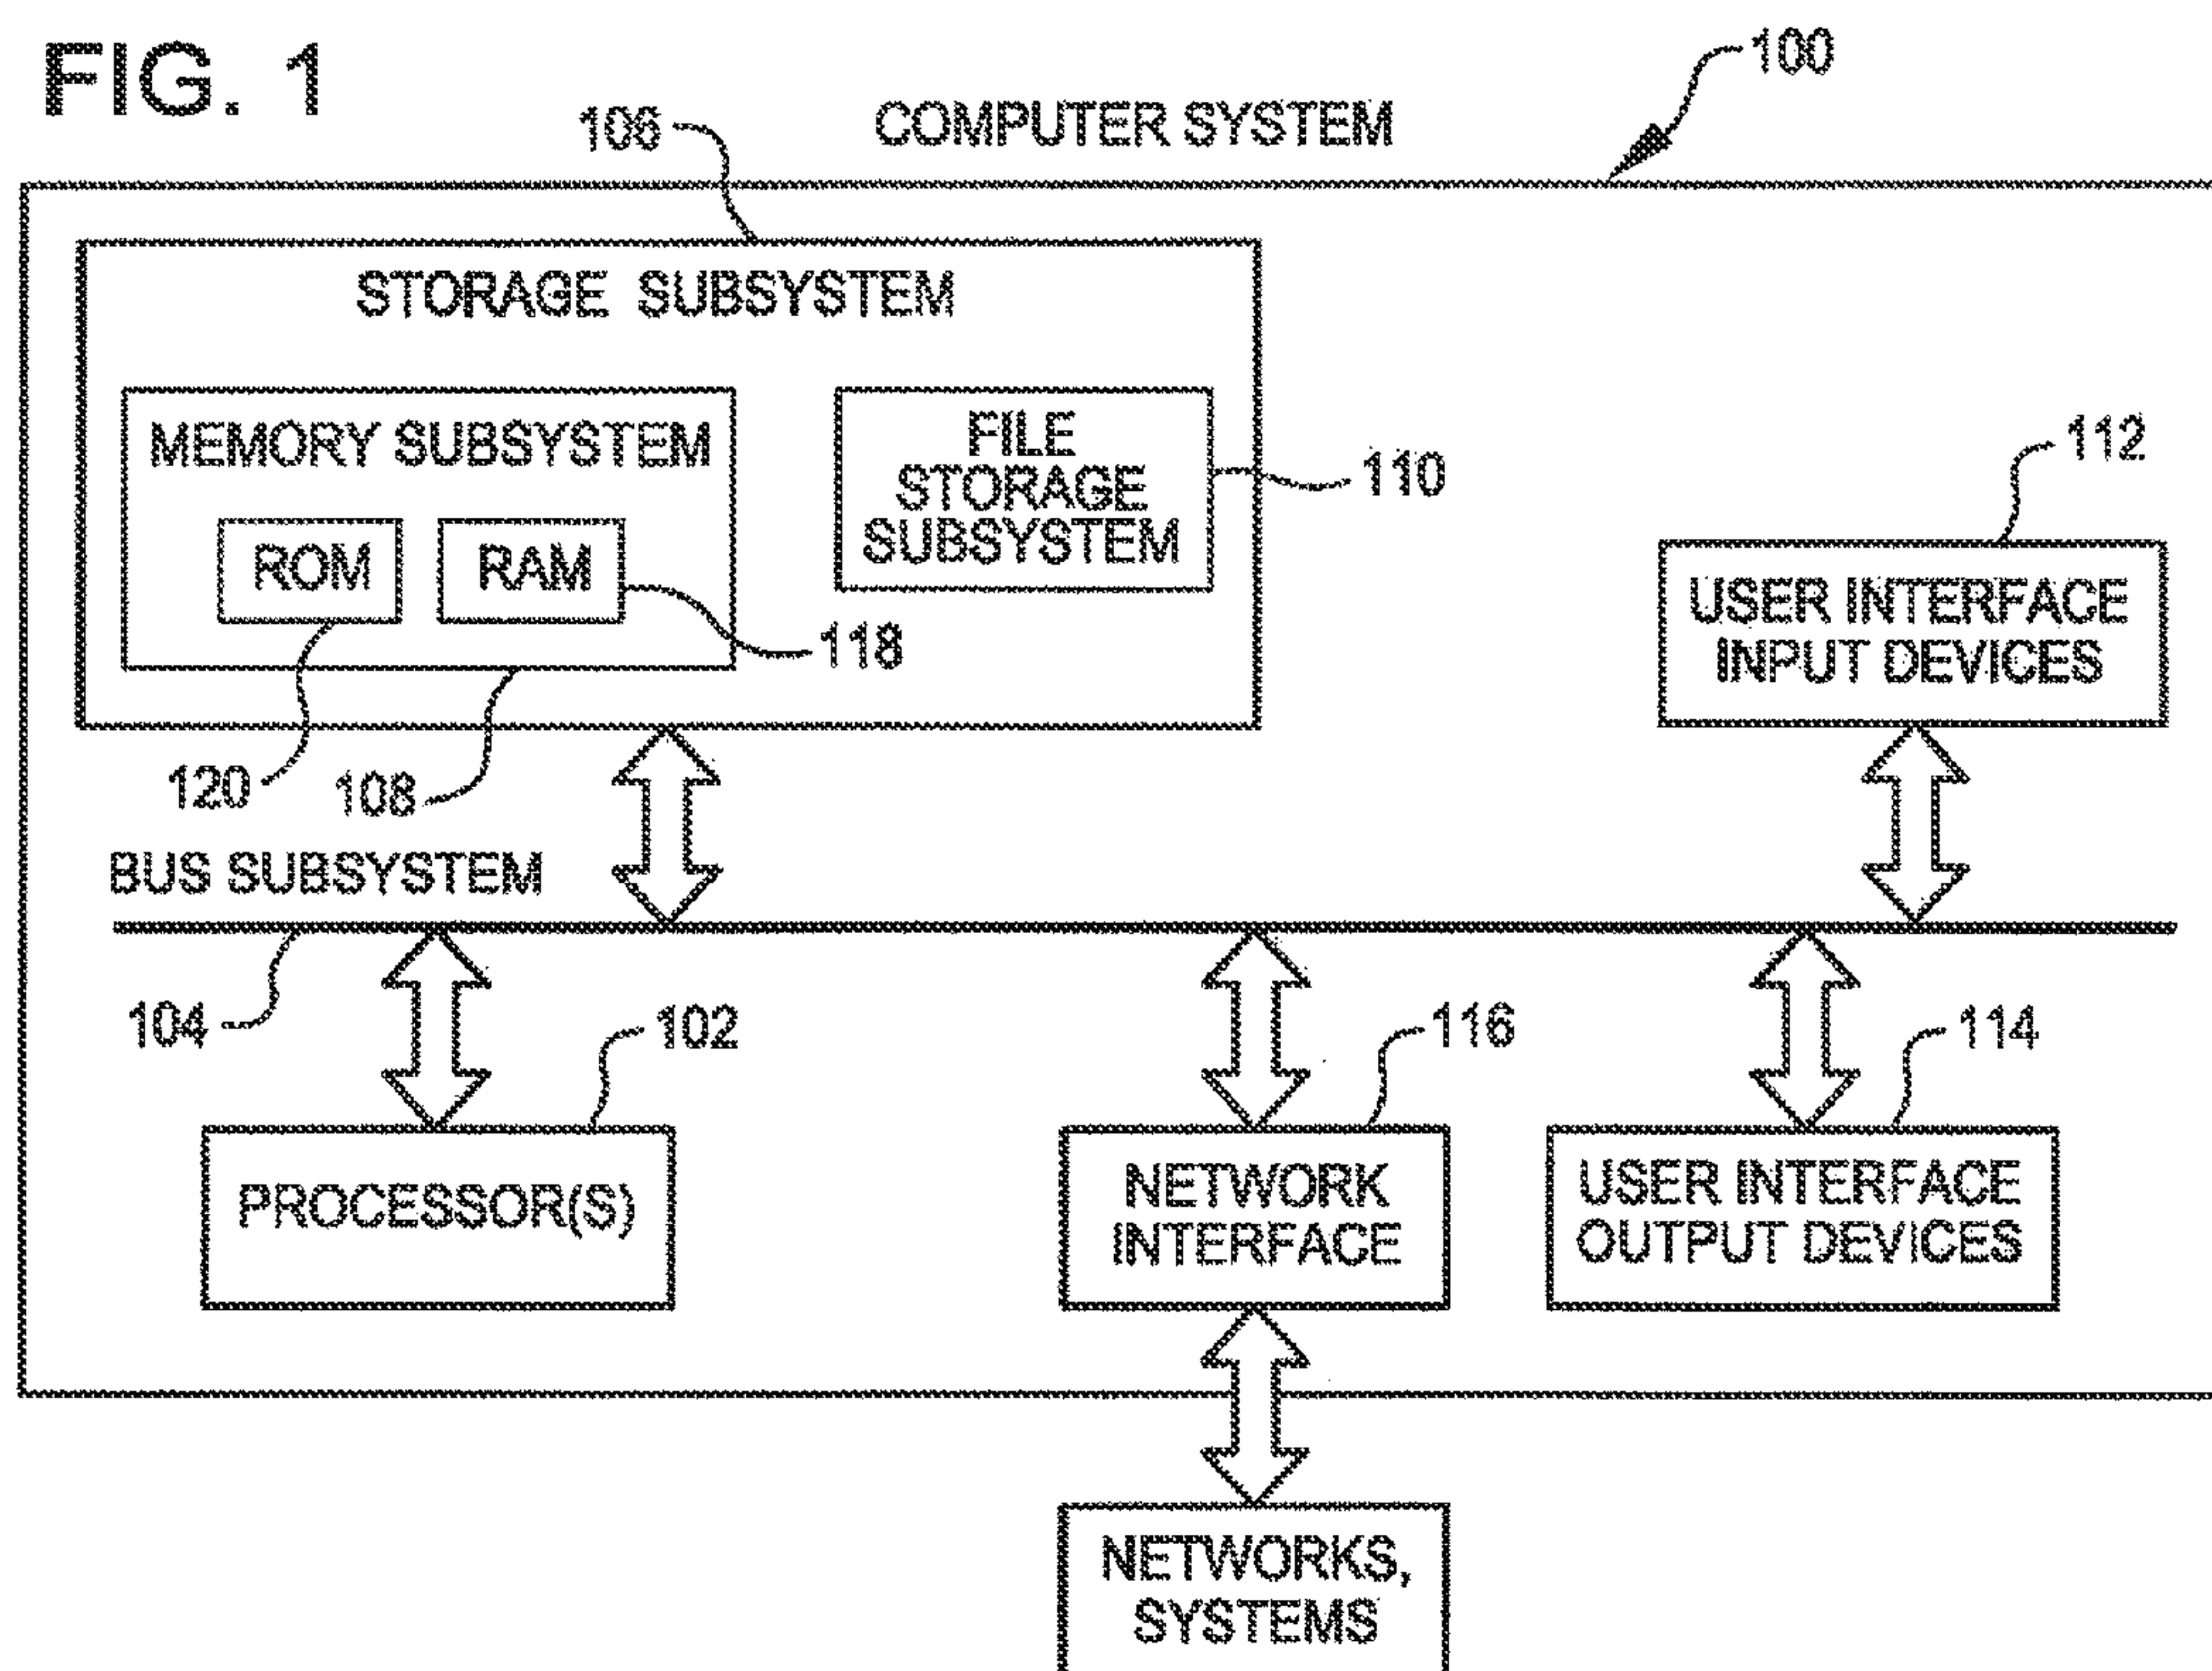 FIG. 1
100
106
COMPUTER SYSTEM
STORAGE SUBSYSTEM
MEMORY SUBSYSTEM
ROM
RAM
FILE
STORAGE
SUBSYSTEM
110
112
118
USER INTERFACE
INPUT DEVICES
120
108
BUS SUBSYSTEM
104
102
116
114
PROCESSOR(S)
NETWORK
INTERFACE
USER INTERFACE
OUTPUT DEVICES
NETWORKS,
SYSTEMS